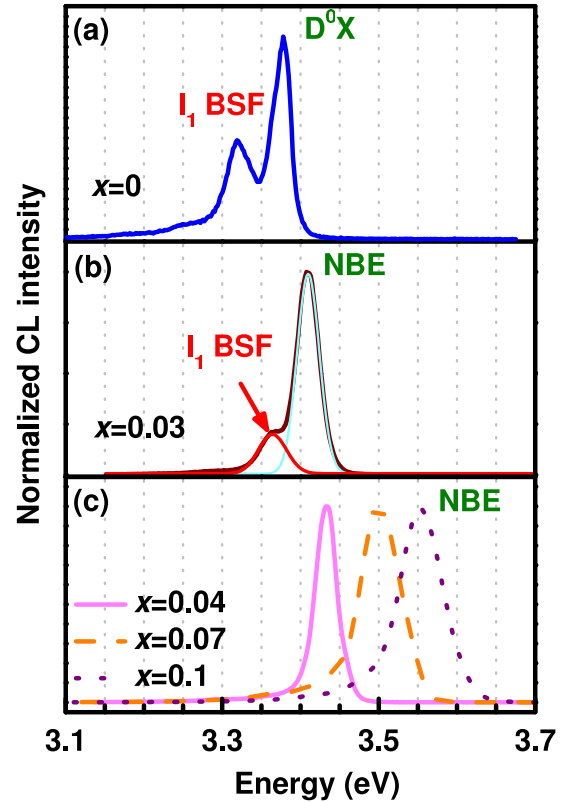 (a)
D⁰X
I₁ BSF
x=0
(b)
NBE
I₁ BSF
x=0.03
(c)
NBE
x=0.04
x=0.07
x=0.1
3.1 3.3 3.5 3.7
Energy (eV)
Normalized CL intensity